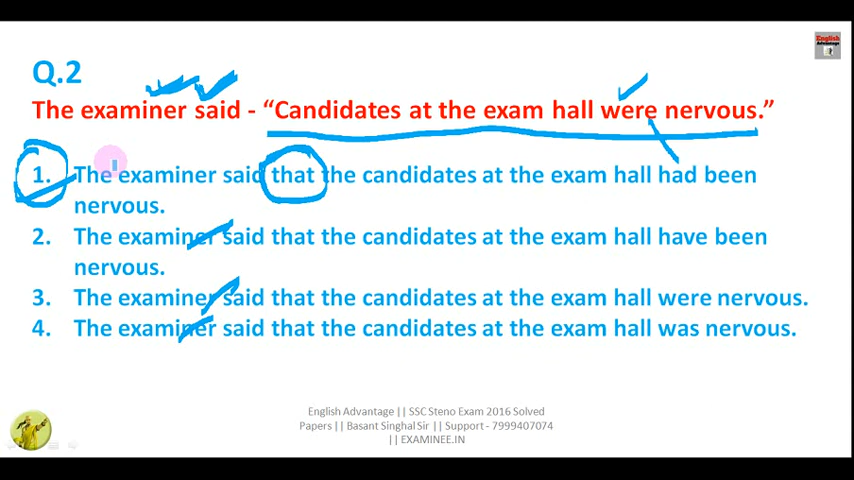 English
Advantage
Q.2
The examiner said - “Candidates at the exam hall were nervous.”
1. The examiner said that the candidates at the exam hall had been
nervous.
2. The examiner said that the candidates at the exam hall have been
nervous.
3. The examiner said that the candidates at the exam hall were nervous.
4. The examiner said that the candidates at the exam hall was nervous.
English Advantage || SSC Steno Exam 2016 Solved
Papers || Basant Singhal Sir || Support - 7999407074
|| EXAMINEE.IN